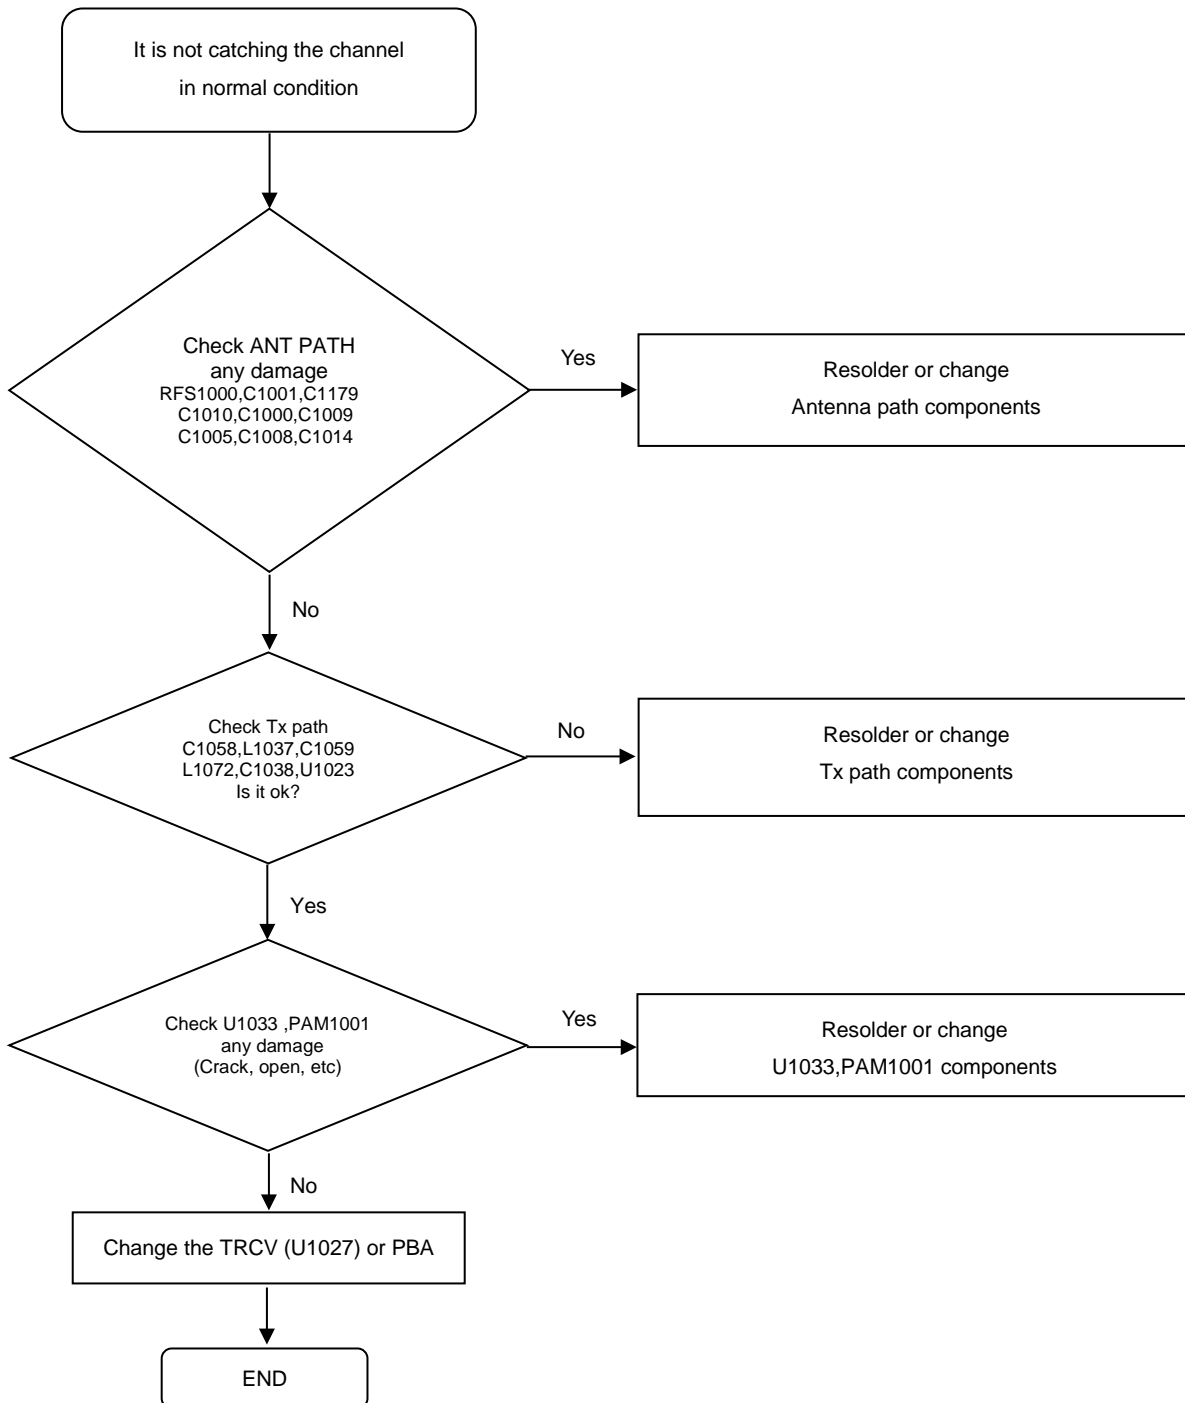 It is not catching the channel
in normal condition
Check ANT PATH
any damage
RFS1000,C1001,C1179
C1010,C1000,C1009
C1005,C1008,C1014
Yes
Resolder or change
Antenna path components
No
Check Tx path
C1058,L1037,C1059
L1072,C1038,U1023
Is it ok?
No
Resolder or change
Tx path components
Yes
Check U1033 ,PAM1001
any damage
(Crack, open, etc)
Yes
Resolder or change
U1033,PAM1001 components
No
Change the TRCV (U1027) or PBA
END